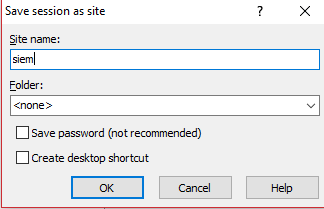 Save session as site
Site name:
siem
Folder:
<none>
Save password (not recommended)
Create desktop shortcut
OK Cancel Help